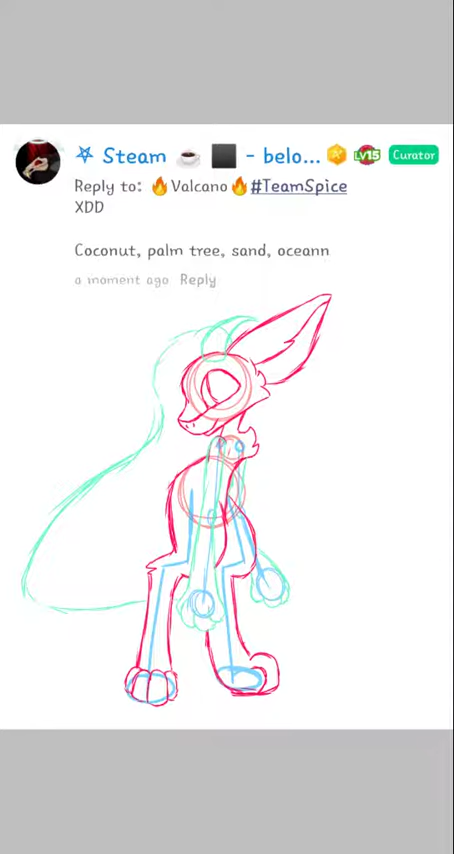 Steam ☕ ⬛ - belo... LV15 Curator
Reply to: 🔥Valcano🔥#TeamSpice
XDD
Coconut, palm tree, sand, oceann
a moment ago Reply